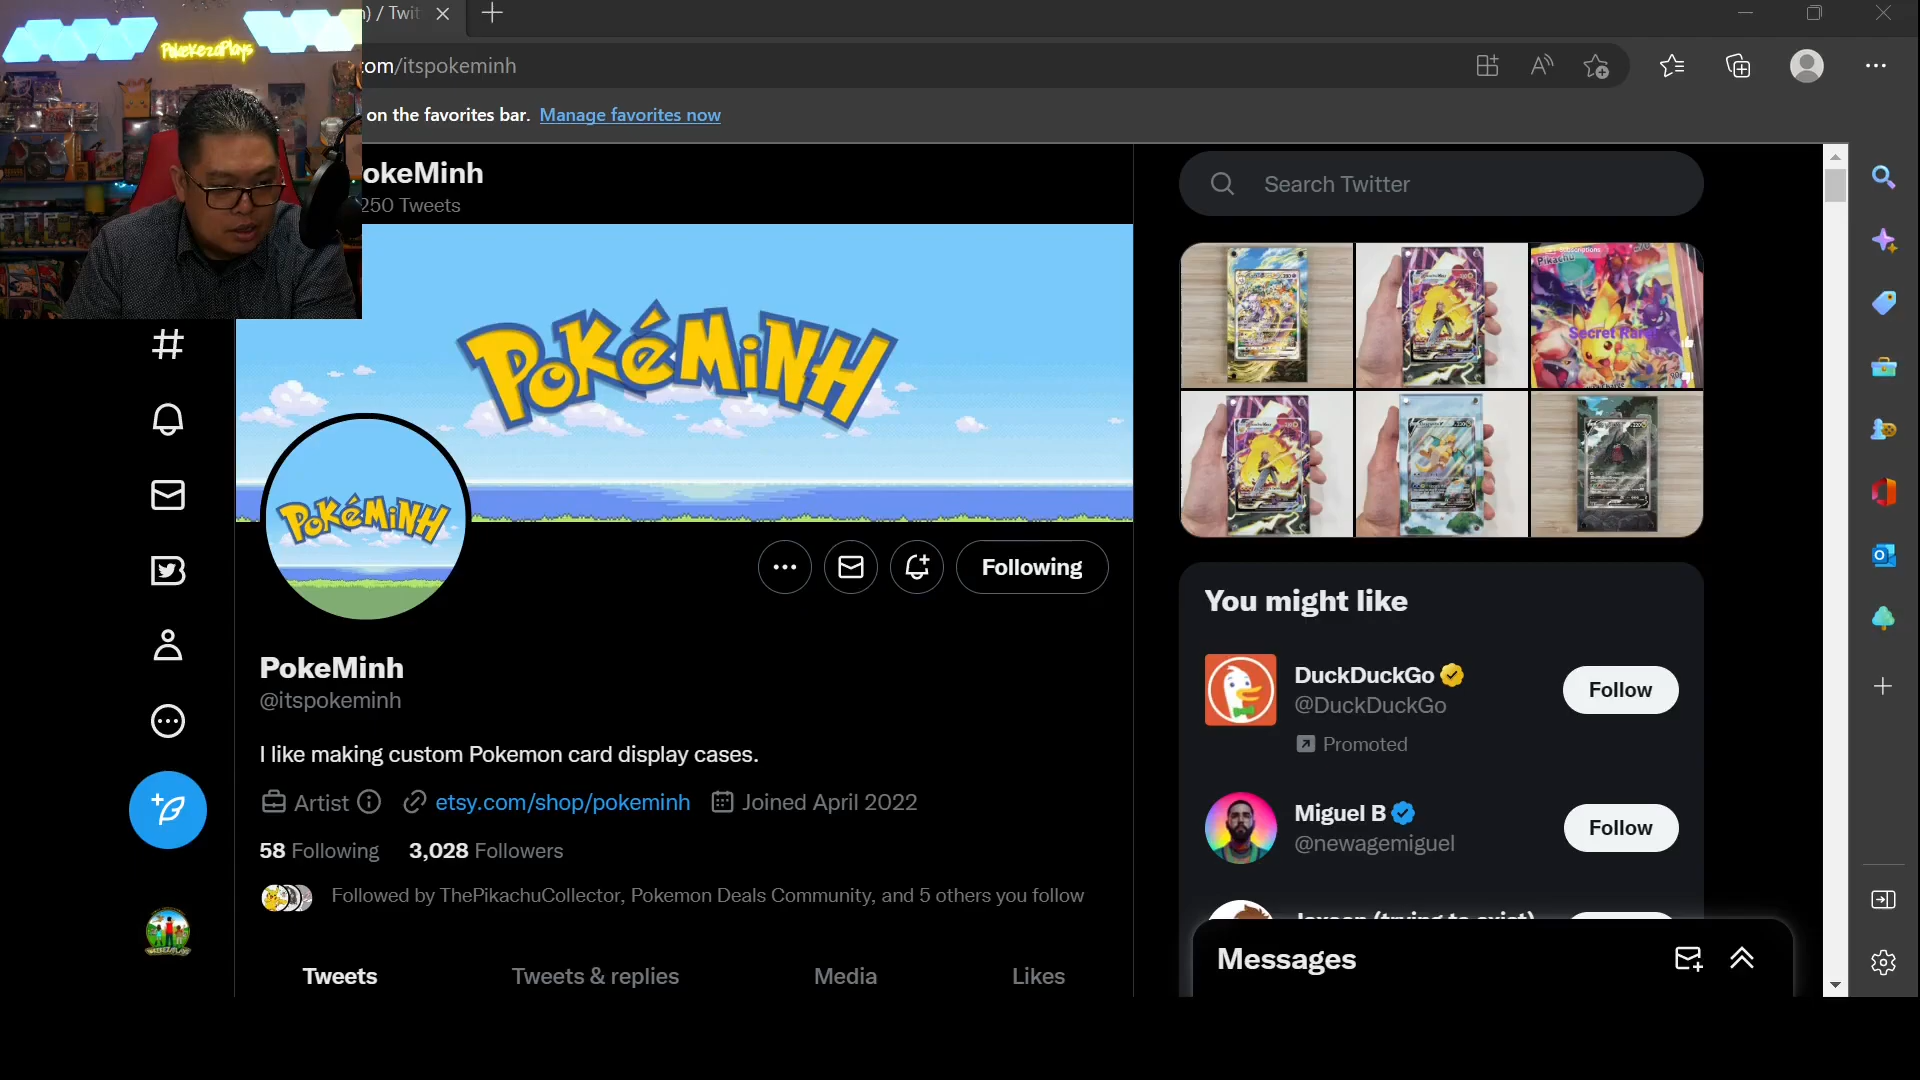 ) / Twit
PokeKezaPlays
om/itspokeminh
on the favorites bar. Manage favorites now
okeMinh
250 Tweets
Search Twitter
POKéMiNH
Pikachu
Secret Rare
POKéMiNH
Following
You might like
PokeMinh
@itspokeminh
DuckDuckGo
@DuckDuckGo
Follow
Promoted
I like making custom Pokemon card display cases.
Artist etsy.com/shop/pokeminh Joined April 2022
Miguel B
@newagemiguel
Follow
58 Following 3,028 Followers
Followed by ThePikachuCollector, Pokemon Deals Community, and 5 others you follow
Messages
Tweets Tweets & replies Media Likes